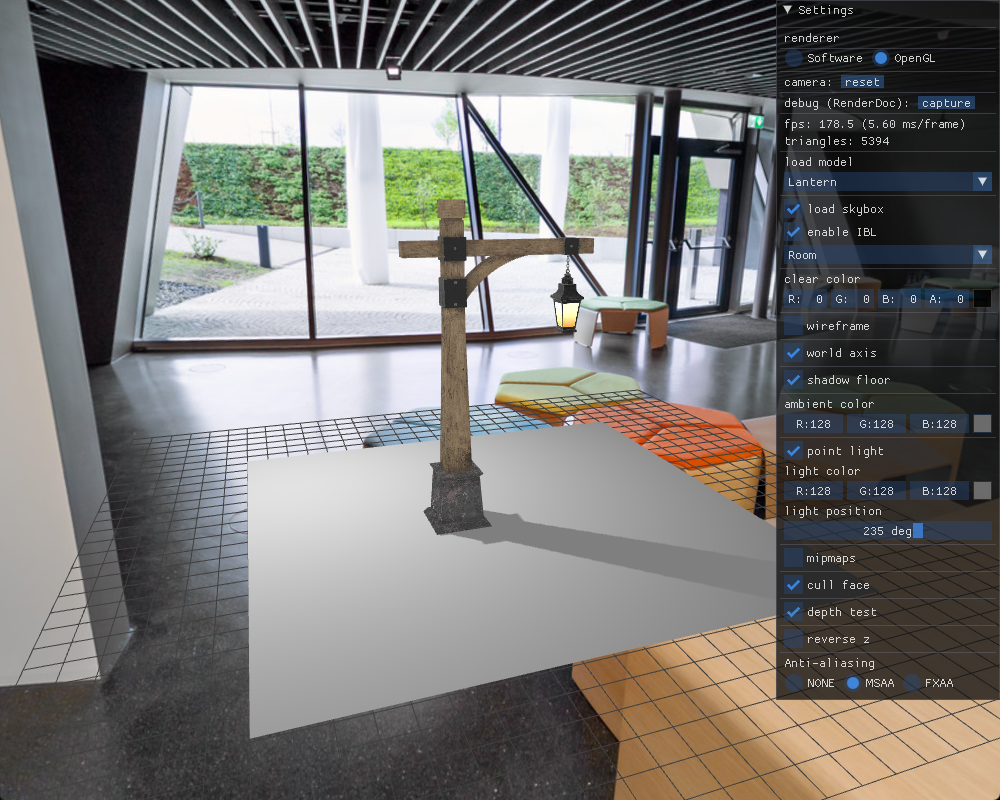 ▼ Settings
renderer
Software OpenGL
camera: reset
debug (RenderDoc): capture
fps: 178.5 (5.60 ms/frame)
triangles: 5394
load model
Lantern
load skybox
enable IBL
Room
clear color
R: 0 G: 0 B: 0 A: 0
wireframe
world axis
shadow floor
ambient color
R:128 G:128 B:128
point light
light color
R:128 G:128 B:128
light position
235 deg
mipmaps
cull face
depth test
reverse z
Anti-aliasing
NONE MSAA FXAA